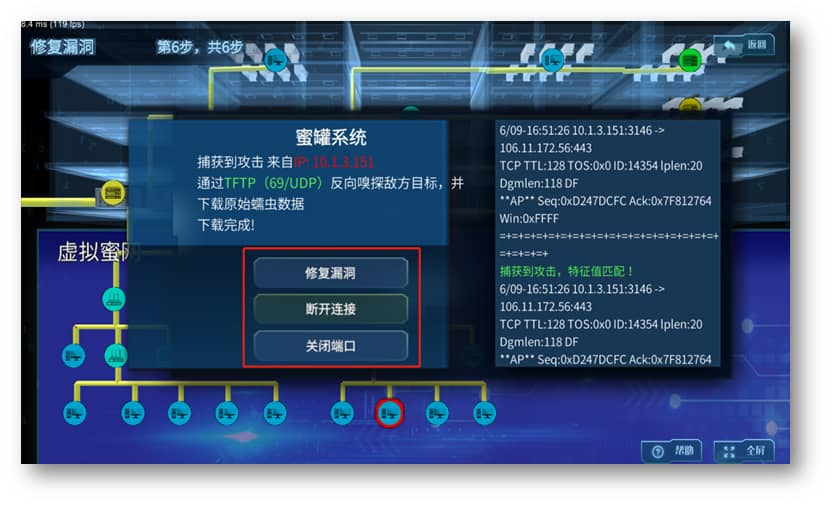 8.4 ms (119 fps)
修复漏洞
第6步，共6步
返回
蜜罐系统
捕获到攻击 来自IP: 10.1.3.151
通过TFTP（69/UDP）反向嗅探敌方目标，并
下载原始蠕虫数据
下载完成!
修复漏洞
断开连接
关闭端口
6/09-16:51:26 10.1.3.151:3146 ->
106.11.172.56:443
TCP TTL:128 TOS:0x0 ID:14354 lplen:20
Dgmlen:118 DF
**AP** Seq:0xD247DCFC Ack:0x7F812764
Win:0xFFFF
=+=+=+=+=+=+=+=+=+=+=+=+=+=+=+=+=+=+
=+=+=+=+
捕获到攻击，特征值匹配！
6/09-16:51:26 10.1.3.151:3146 ->
106.11.172.56:443
TCP TTL:128 TOS:0x0 ID:14354 lplen:20
Dgmlen:118 DF
**AP** Seq:0xD247DCFC Ack:0x7F812764
虚拟蜜网
帮助
全屏